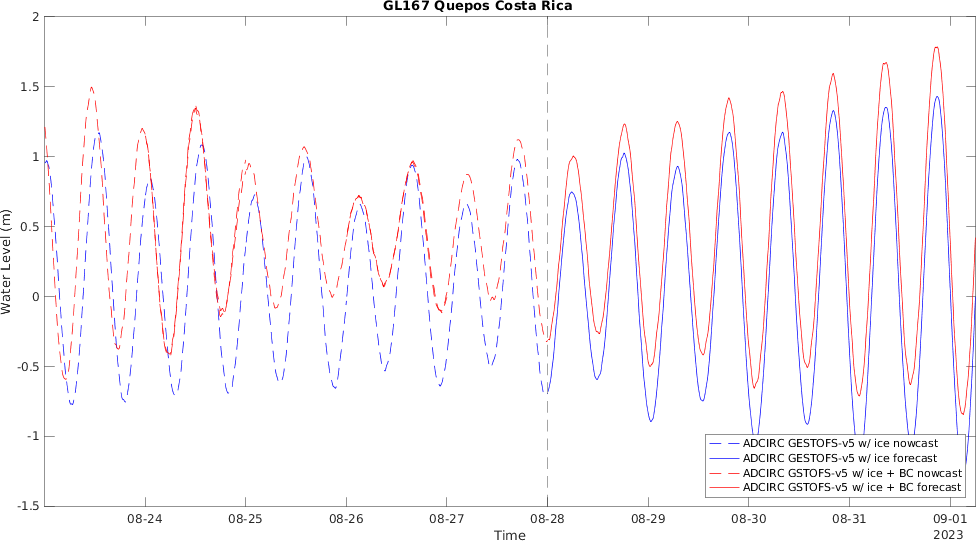 GL167 Quepos Costa Rica
2
1.5
1
0.5
0
-0.5
-1
-1.5
Water Level (m)
ADCIRC GESTOFS-v5 w/ ice nowcast
ADCIRC GESTOFS-v5 w/ ice forecast
ADCIRC GSTOFS-v5 w/ ice + BC nowcast
ADCIRC GSTOFS-v5 w/ ice + BC forecast
08-24 08-25 08-26 08-27 08-28 08-29 08-30 08-31 09-01
Time 2023